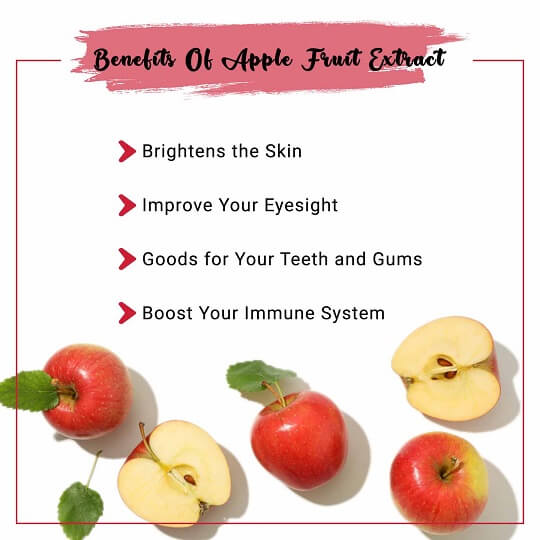 Benefits Of Apple Fruit Extract
Brightens the Skin
Improve Your Eyesight
Goods for Your Teeth and Gums
Boost Your Immune System